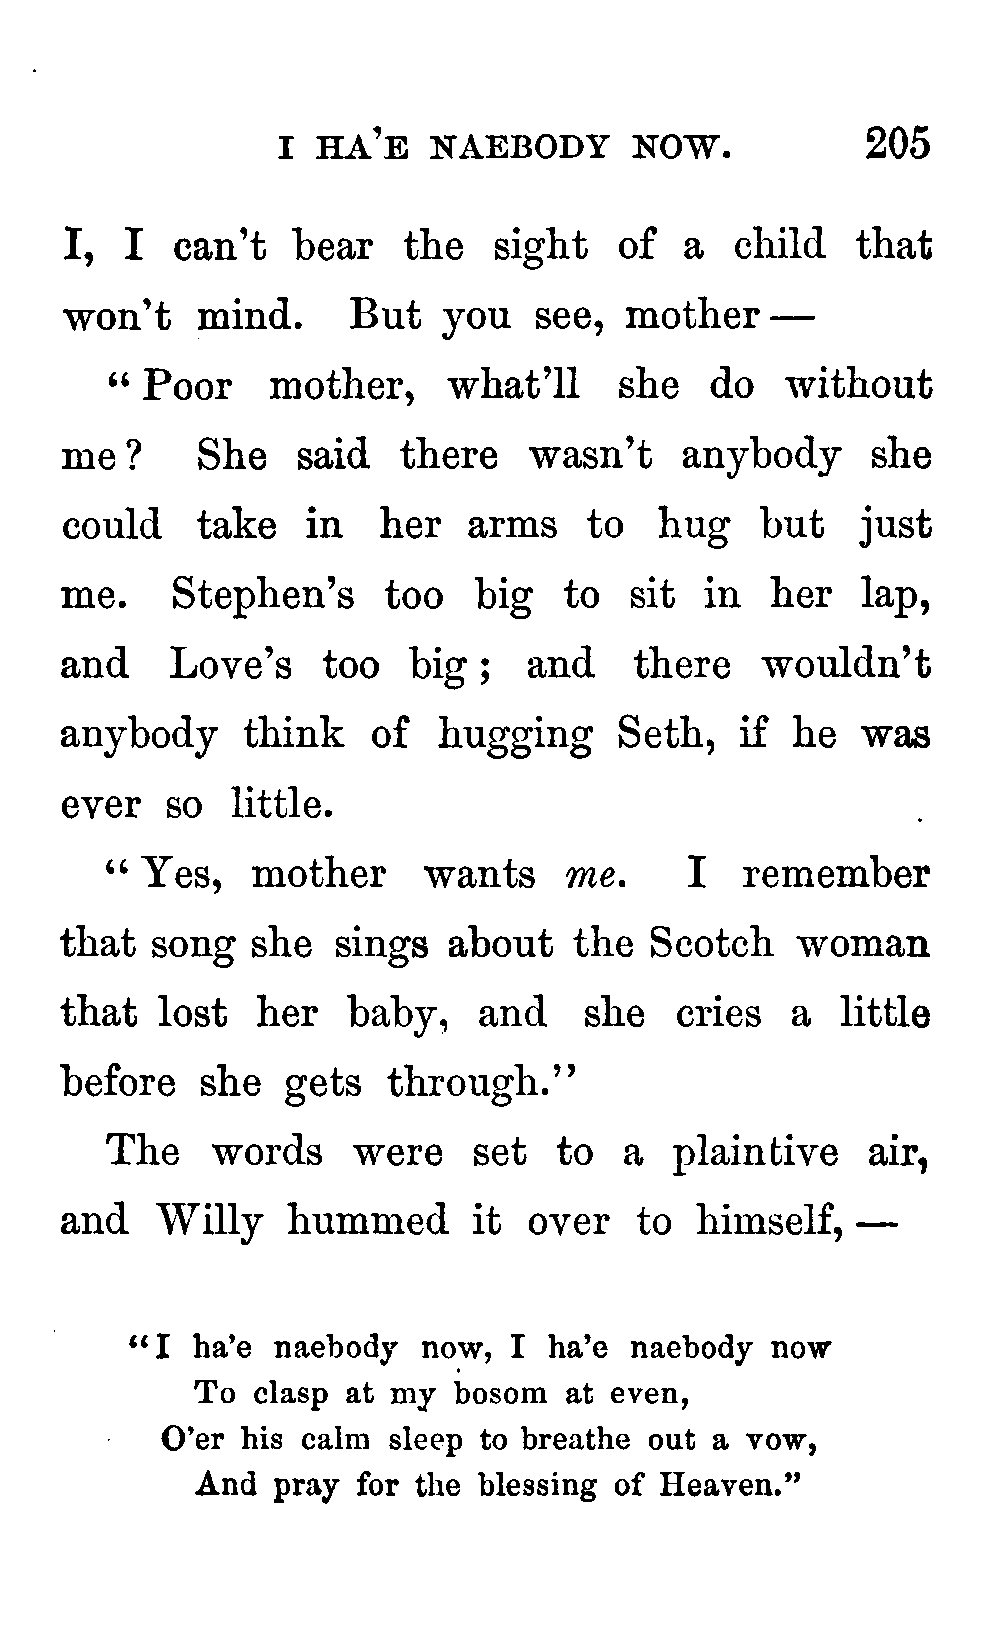 I HA'E NAEBODY NOW. 205
I, I can't bear the sight of a child that
won't mind. But you see, mother—
"Poor mother, what'll she do without
me? She said there wasn't anybody she
could take in her arms to hug but just
me. Stephen's too big to sit in her lap,
and Love's too big; and there wouldn't
anybody think of hugging Seth, if he was
ever so little.
"Yes, mother wants me. I remember
that song she sings about the Scotch woman
that lost her baby, and she cries a little
before she gets through."
The words were set to a plaintive air,
and Willy hummed it over to himself,—
"I ha'e naebody now, I ha'e naebody now
To clasp at my bosom at even,
O'er his calm sleep to breathe out a vow,
And pray for the blessing of Heaven."